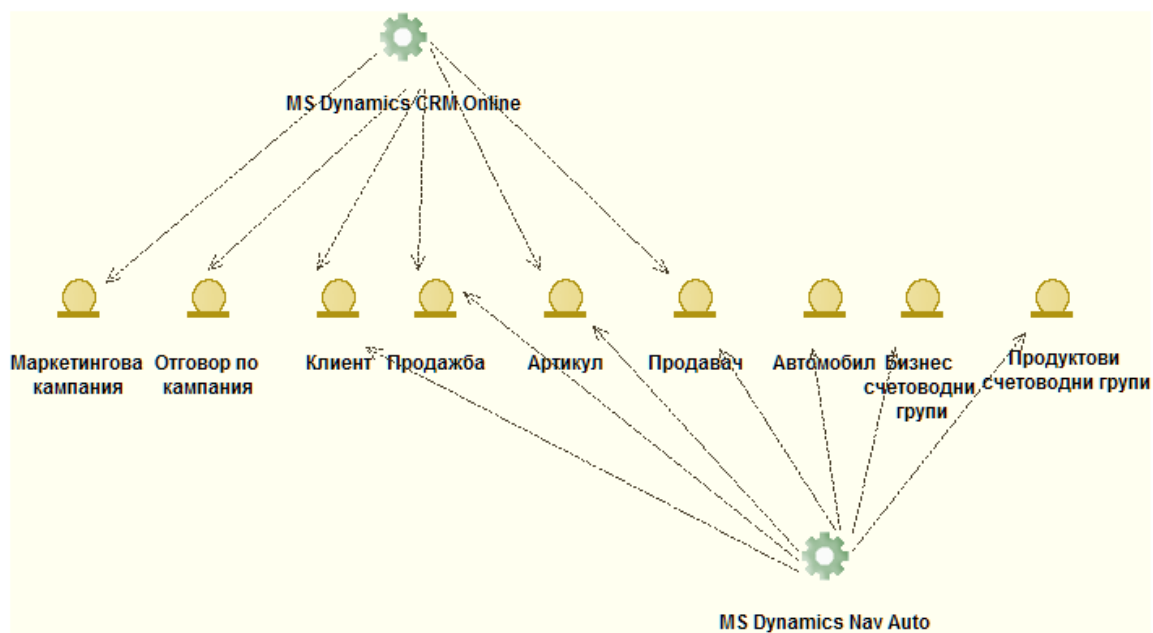 MS Dynamics CRM Online
Маркетингова
кампания
Отговор по
кампания
Клиент
Продажба
Артикул
Продавач
Автомобил
Бизнес
счетоводни
групи
Продуктови
счетоводни групи
MS Dynamics Nav Auto